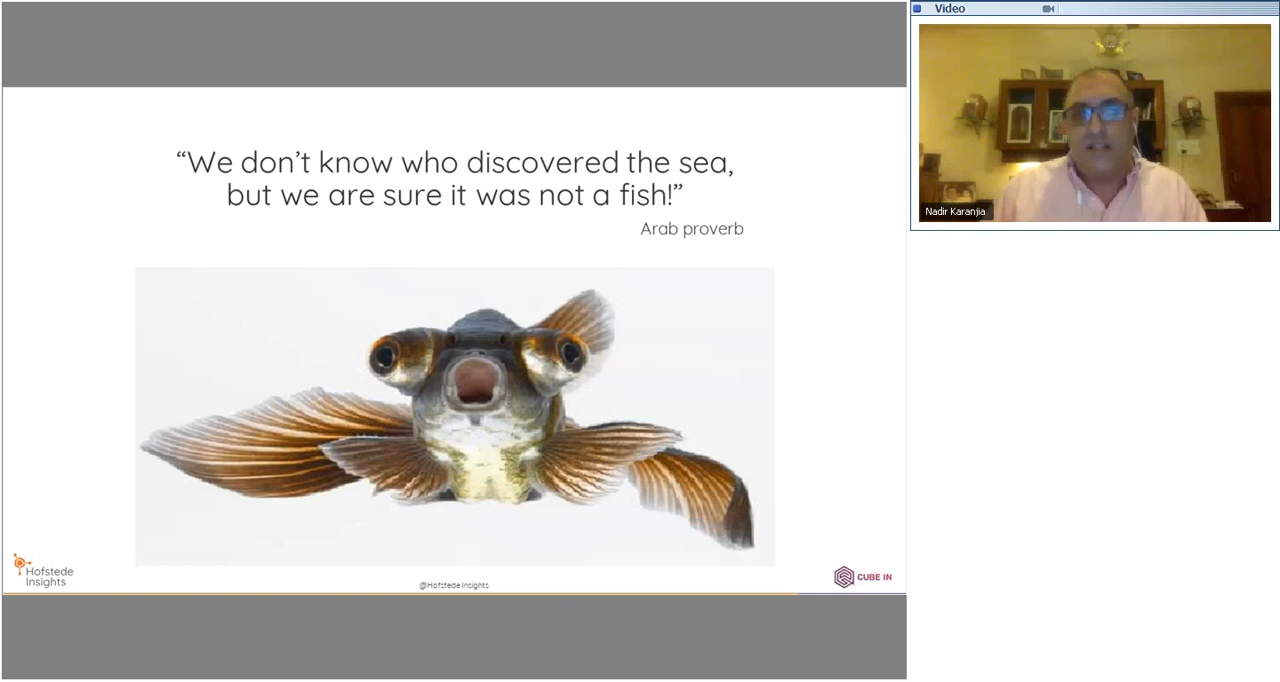 “We don’t know who discovered the sea,
but we are sure it was not a fish!”
Arab proverb
Hofstede
Insights
@Hofstede Insights
CUBE IN
Video
Nadir Karanjia